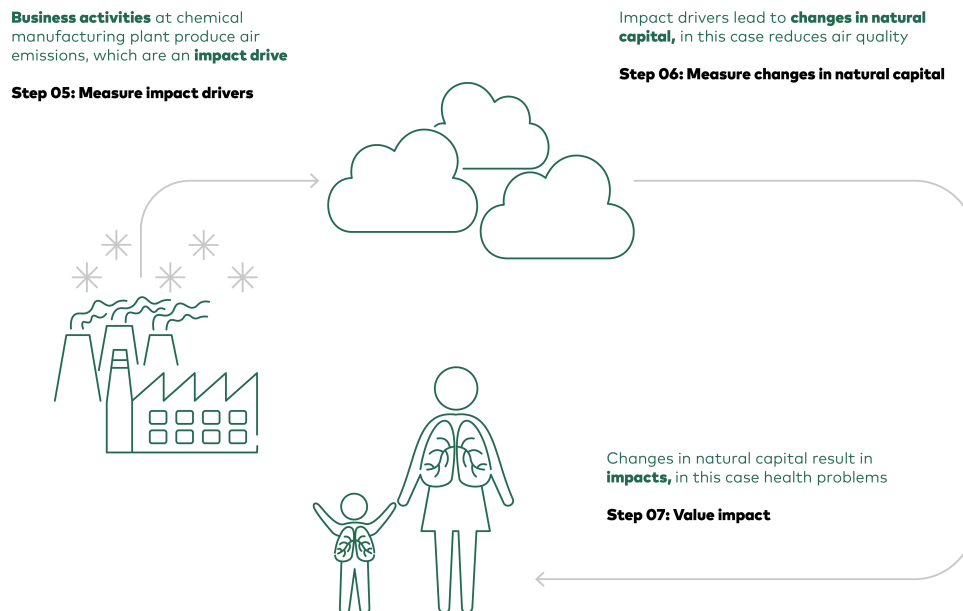 Business activities at chemical
manufacturing plant produce air
emissions, which are an impact drive
Step 05: Measure impact drivers
Impact drivers lead to changes in natural
capital, in this case reduces air quality
Step 06: Measure changes in natural capital
Changes in natural capital result in
impacts, in this case health problems
Step 07: Value impact